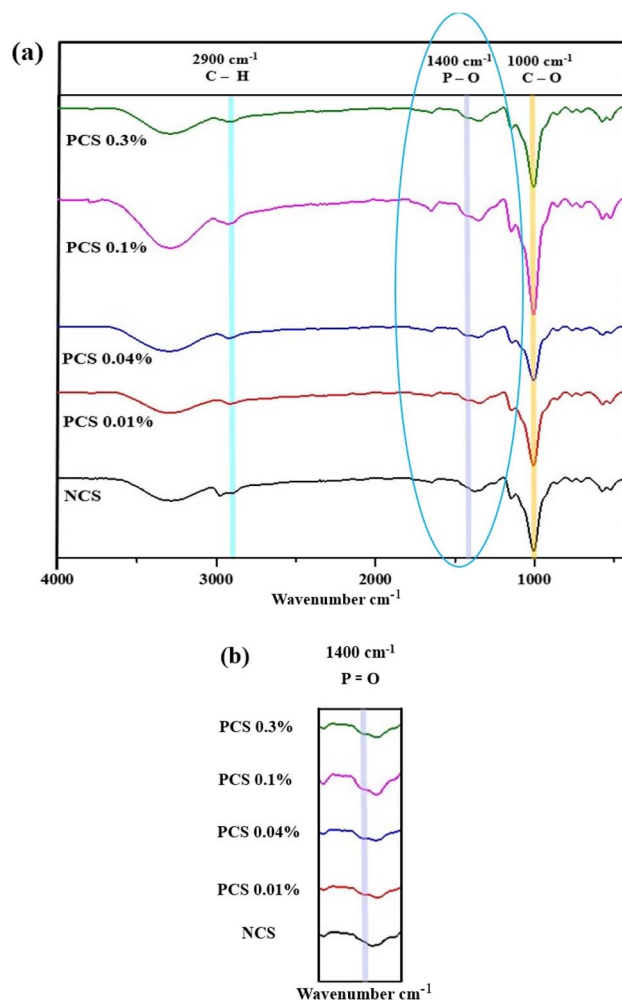 (a)
2900 cm-1
C – H
1400 cm-1
P – O
1000 cm-1
C – O
PCS 0.3%
PCS 0.1%
PCS 0.04%
PCS 0.01%
NCS
4000
3000
2000
1000
Wavenumber cm-1
(b)
1400 cm-1
P = O
PCS 0.3%
PCS 0.1%
PCS 0.04%
PCS 0.01%
NCS
Wavenumber cm-1